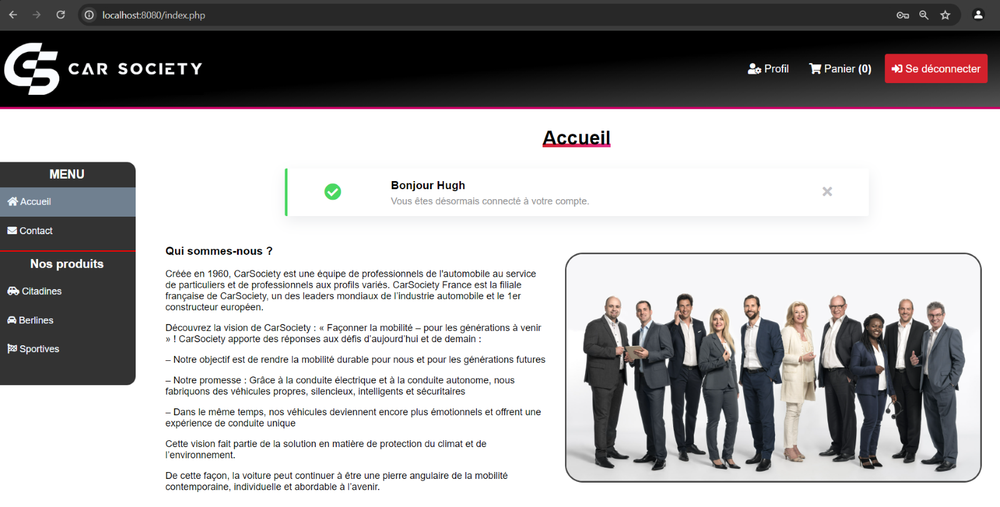 localhost:8080/index.php
CAR SOCIETY
Profil
Panier (0)
Se déconnecter
Accueil
MENU
Accueil
Contact
Nos produits
Citadines
Berlines
Sportives
Bonjour Hugh
Vous êtes désormais connecté à votre compte.
Qui sommes-nous ?
Créée en 1960, CarSociety est une équipe de professionnels de l'automobile au service
de particuliers et de professionnels aux profils variés. CarSociety France est la filiale
française de CarSociety, un des leaders mondiaux de l’industrie automobile et le 1er
constructeur européen.
Découvrez la vision de CarSociety : « Façonner la mobilité – pour les générations à venir
» ! CarSociety apporte des réponses aux défis d’aujourd’hui et de demain :
– Notre objectif est de rendre la mobilité durable pour nous et pour les générations futures
– Notre promesse : Grâce à la conduite électrique et à la conduite autonome, nous
fabriquons des véhicules propres, silencieux, intelligents et sécuritaires
– Dans le même temps, nos véhicules deviennent encore plus émotionnels et offrent une
expérience de conduite unique
Cette vision fait partie de la solution en matière de protection du climat et de
l’environnement.
De cette façon, la voiture peut continuer à être une pierre angulaire de la mobilité
contemporaine, individuelle et abordable à l’avenir.